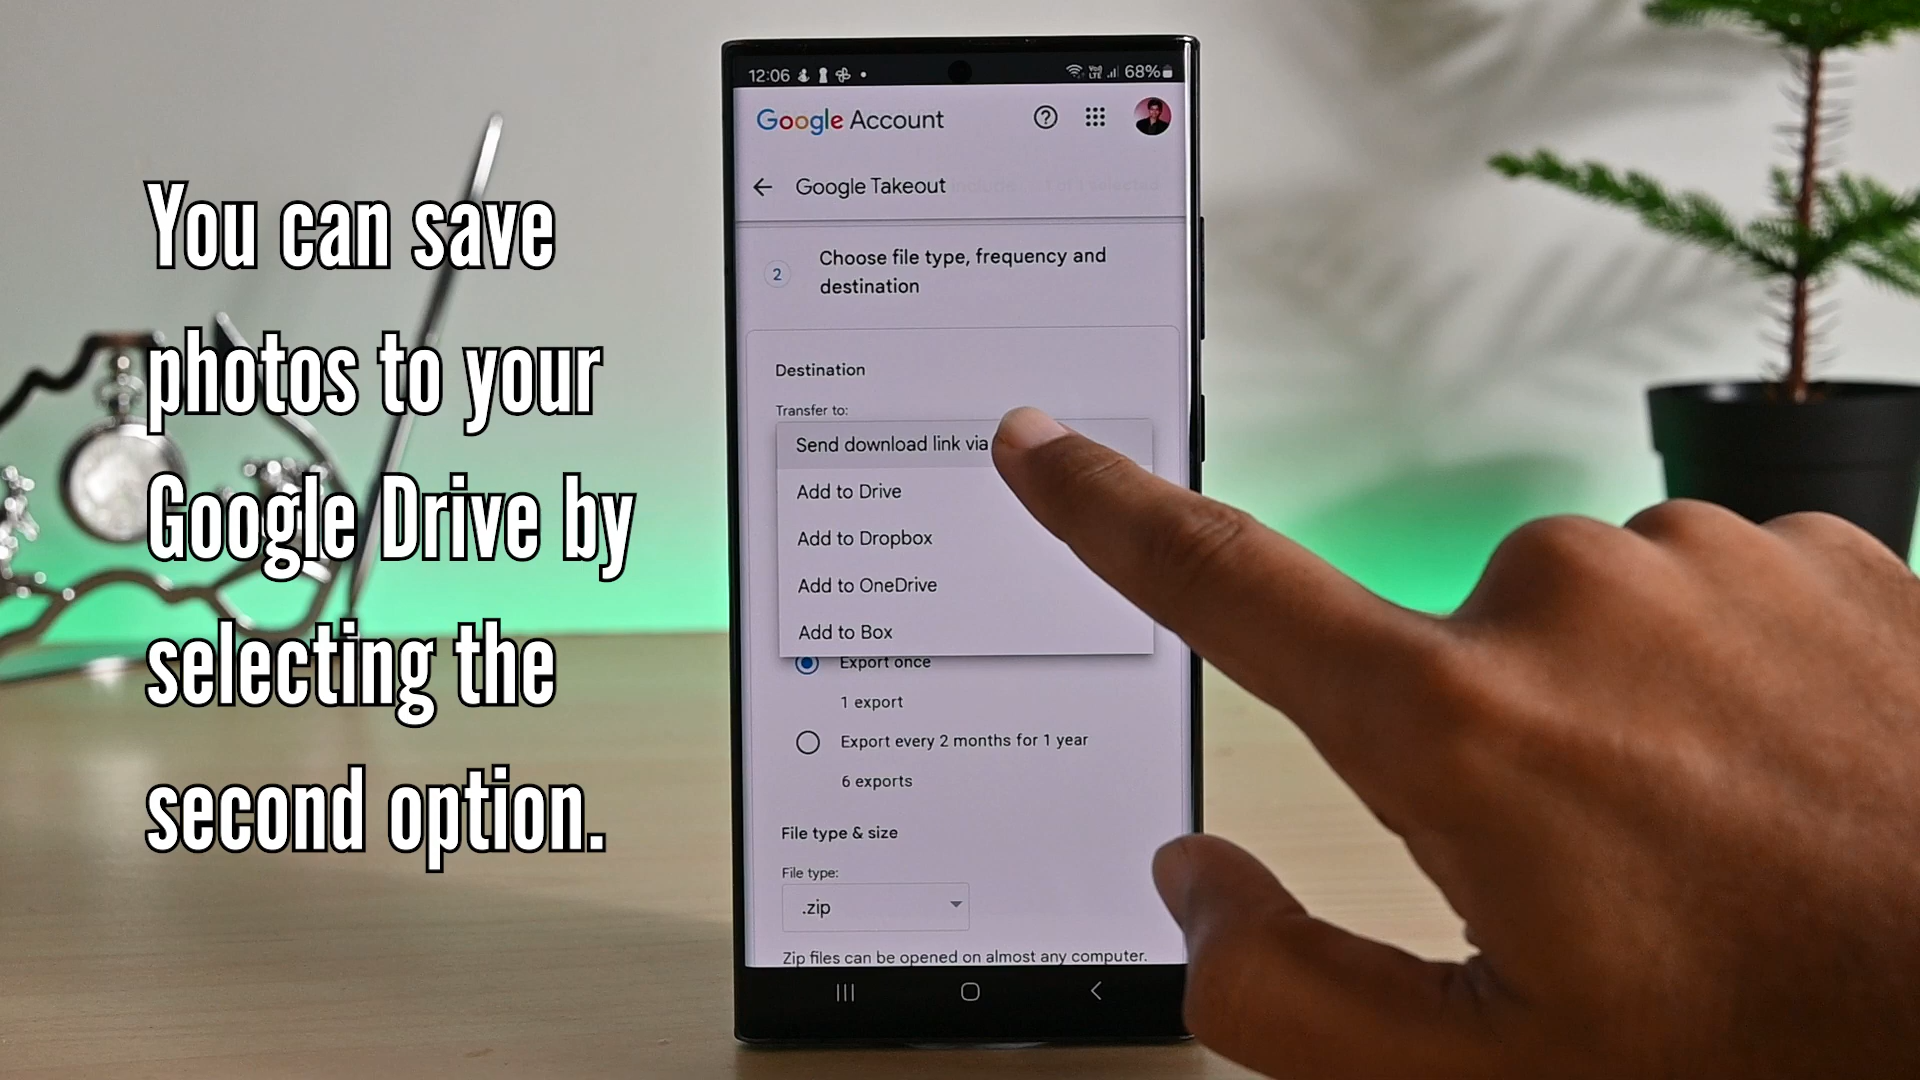 You can save
photos to your
Google Drive by
selecting the
second option.
12:06
VoD LTE 68%
Google Account
Google Takeout
2
Choose file type, frequency and
destination
Destination
Transfer to:
Send download link via
Add to Drive
Add to Dropbox
Add to OneDrive
Add to Box
Export once
1 export
Export every 2 months for 1 year
6 exports
File type & size
File type:
.zip
Zip files can be opened on almost any computer.